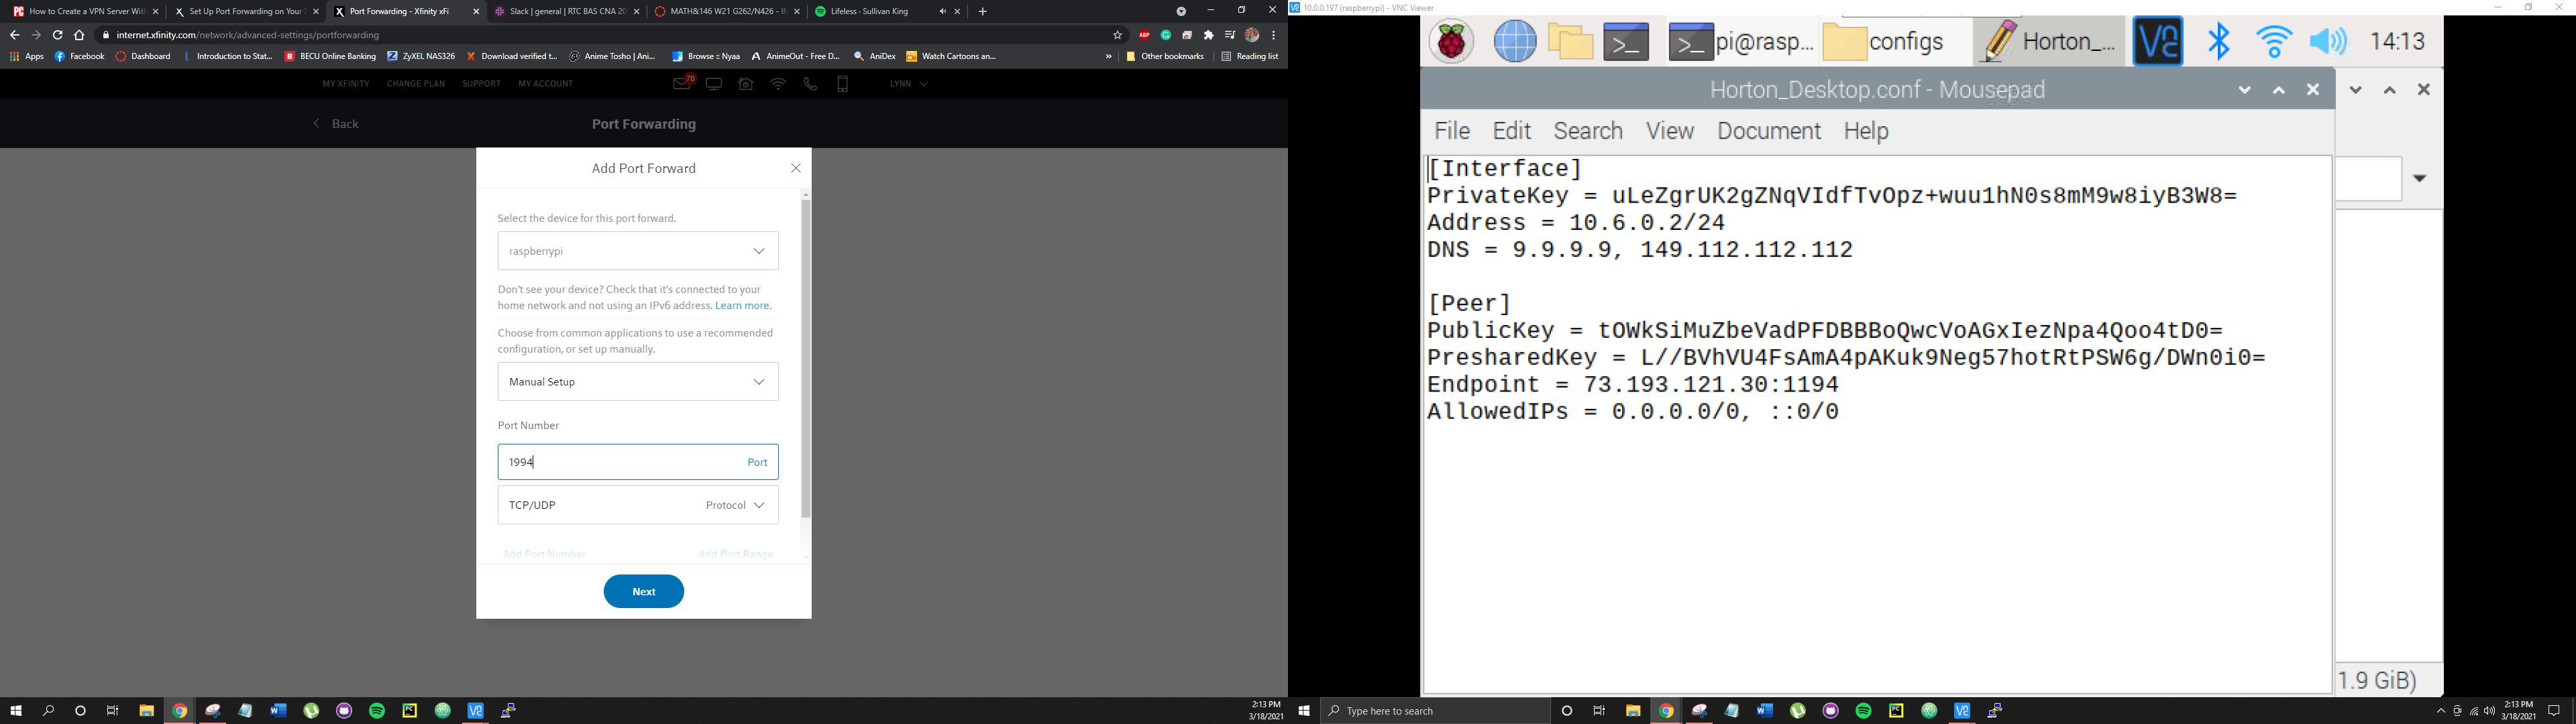 How to Create a VPN Server With
Set Up Port Forwarding on Your X
Port Forwarding - Xfinity xFi
Slack | general | RTC BAS CNA 20
MATH&146 W21 G262/N426 - IN
Lifeless · Sullivan King
internet.xfinity.com/network/advanced-settings/portforwarding
Apps
Facebook
Dashboard
Introduction to Stat...
BECU Online Banking
ZyXEL NAS326
Download verified t...
Anime Tosho | Ani...
Browse :: Nyaa
AnimeOut - Free D...
AniDex
Watch Cartoons an...
»
Other bookmarks
Reading list
MY XFINITY
CHANGE PLAN
SUPPORT
MY ACCOUNT
78
LYNN
Back
Port Forwarding
Add Port Forward
Select the device for this port forward.
raspberrypi
Don't see your device? Check that it's connected to your
home network and not using an IPv6 address. Learn more.
Choose from common applications to use a recommended
configuration, or set up manually.
Manual Setup
Port Number
1994 Port
TCP/UDP Protocol
Add Port Number Add Port Range
Next
2:13 PM
3/18/2021
10.0.0.197 (raspberrypi) - VNC Viewer
pi@rasp...
configs
Horton_...
14:13
Horton_Desktop.conf - Mousepad
File Edit Search View Document Help
[Interface]
PrivateKey = uLeZgrUK2gZNqVIdfTvOpz+wuu1hN0s8mM9w8iyB3W8=
Address = 10.6.0.2/24
DNS = 9.9.9.9, 149.112.112.112
[Peer]
PublicKey = tOWkSiMuZbeVadPFDBBBoQwcVoAGxIezNpa4Qoo4tD0=
PresharedKey = L//BVhVU4FsAmA4pAKuk9Neg57hotRtPSW6g/DWn0i0=
Endpoint = 73.193.121.30:1194
AllowedIPs = 0.0.0.0/0, ::0/0
1.9 GiB)
Type here to search
2:13 PM
3/18/2021